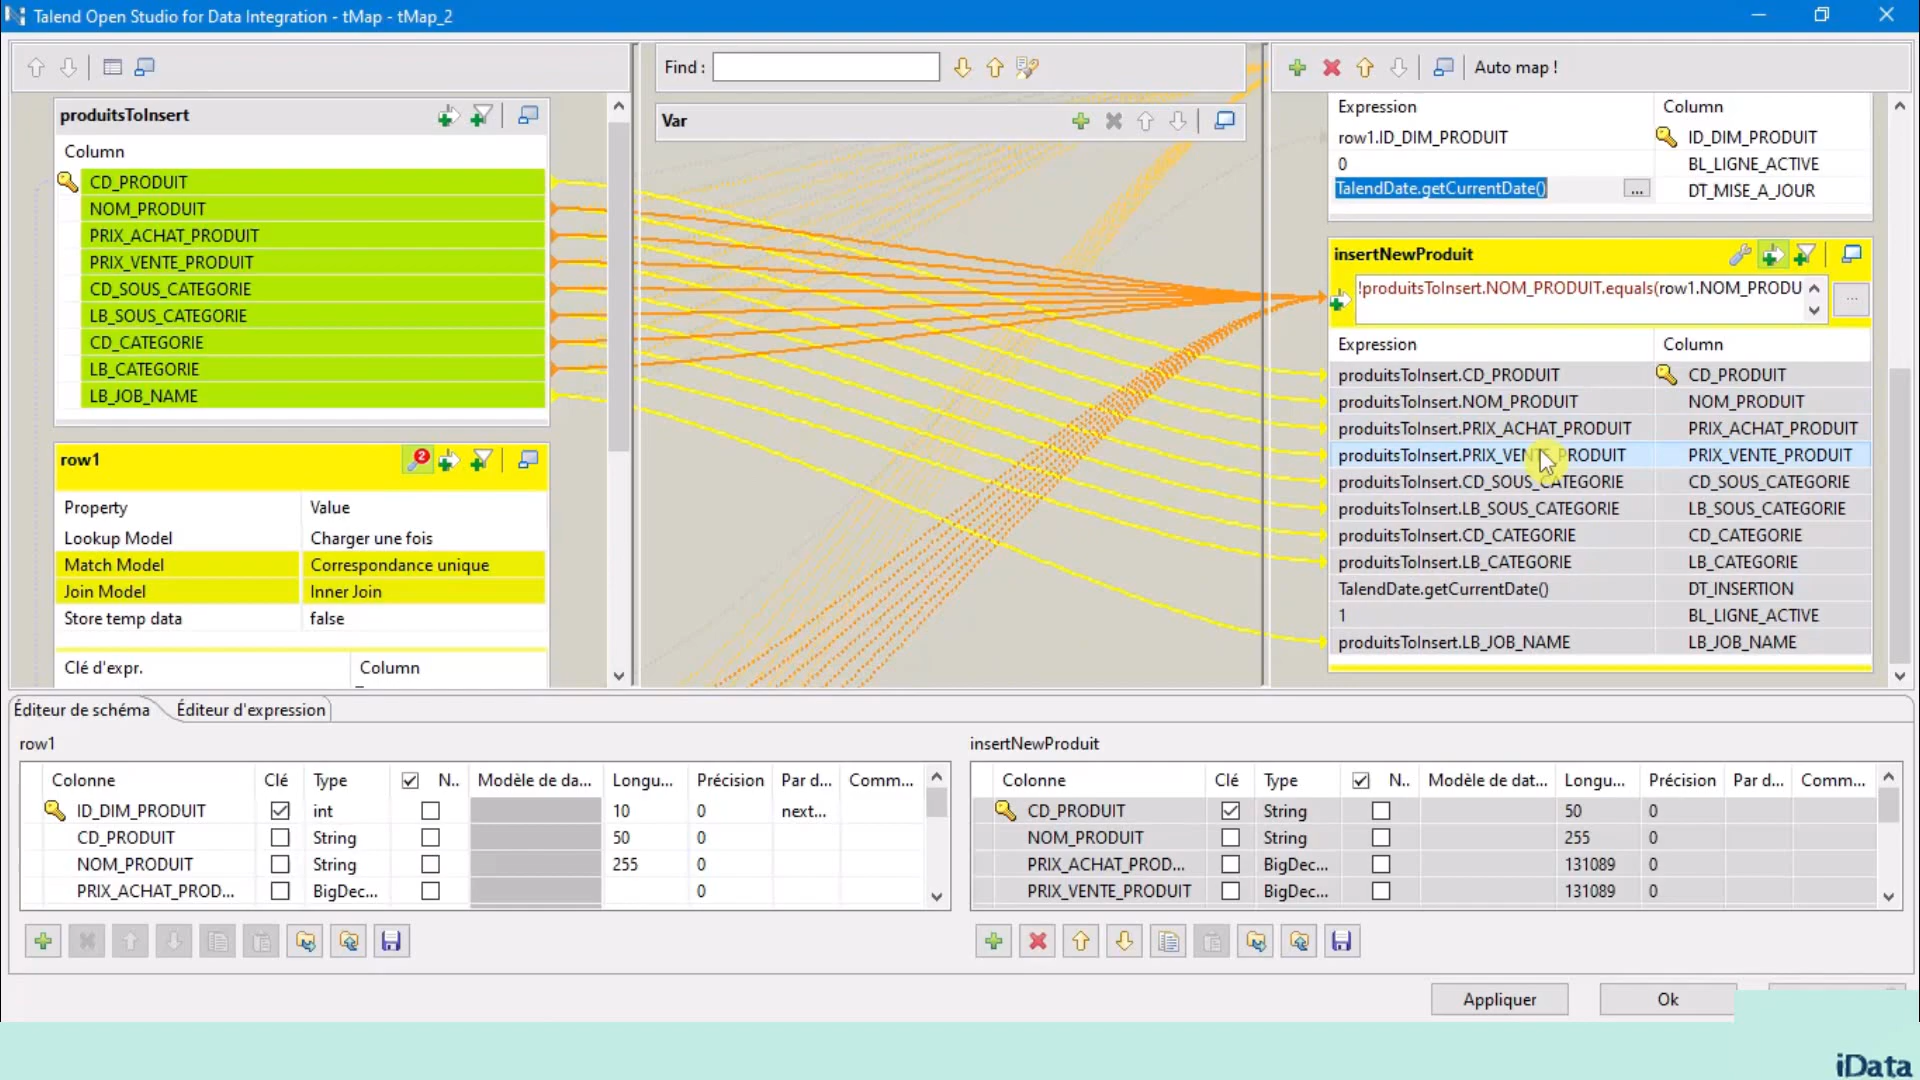 Talend Open Studio for Data Integration - tMap - tMap_2
produitsToInsert
Column
CD_PRODUIT
NOM_PRODUIT
PRIX_ACHAT_PRODUIT
PRIX_VENTE_PRODUIT
CD_SOUS_CATEGORIE
LB_SOUS_CATEGORIE
CD_CATEGORIE
LB_CATEGORIE
LB_JOB_NAME
row1
Property Value
Lookup Model Charger une fois
Match Model Correspondance unique
Join Model Inner Join
Store temp data false
Clé d'expr. Column
Find :
Var
Auto map !
Expression Column
row1.ID_DIM_PRODUIT ID_DIM_PRODUIT
0 BL_LIGNE_ACTIVE
TalendDate.getCurrentDate() ... DT_MISE_A_JOUR
insertNewProduit
!produitsToInsert.NOM_PRODUIT.equals(row1.NOM_PRODU ...
Expression Column
produitsToInsert.CD_PRODUIT CD_PRODUIT
produitsToInsert.NOM_PRODUIT NOM_PRODUIT
produitsToInsert.PRIX_ACHAT_PRODUIT PRIX_ACHAT_PRODUIT
produitsToInsert.PRIX_VENTE_PRODUIT PRIX_VENTE_PRODUIT
produitsToInsert.CD_SOUS_CATEGORIE CD_SOUS_CATEGORIE
produitsToInsert.LB_SOUS_CATEGORIE LB_SOUS_CATEGORIE
produitsToInsert.CD_CATEGORIE CD_CATEGORIE
produitsToInsert.LB_CATEGORIE LB_CATEGORIE
TalendDate.getCurrentDate() DT_INSERTION
1 BL_LIGNE_ACTIVE
produitsToInsert.LB_JOB_NAME LB_JOB_NAME
Éditeur de schéma Éditeur d'expression
row1
Colonne Clé Type N.. Modèle de da... Longu... Précision Par d... Comm...
ID_DIM_PRODUIT int 10 0 next...
CD_PRODUIT String 50 0
NOM_PRODUIT String 255 0
PRIX_ACHAT_PROD... BigDec... 0
insertNewProduit
Colonne Clé Type N.. Modèle de dat... Longu... Précision Par d... Comm...
CD_PRODUIT String 50 0
NOM_PRODUIT String 255 0
PRIX_ACHAT_PROD... BigDec... 131089 0
PRIX_VENTE_PRODUIT BigDec... 131089 0
Appliquer Ok
iData